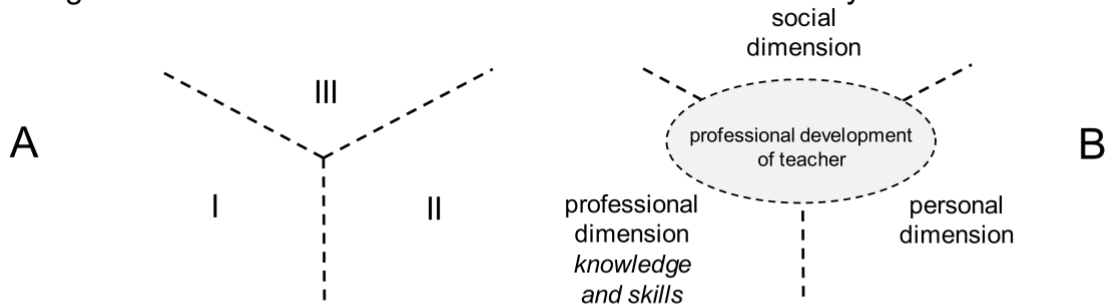 A
III
I
II
social
dimension
professional development
of teacher
professional
dimension
knowledge
and skills
personal
dimension
B